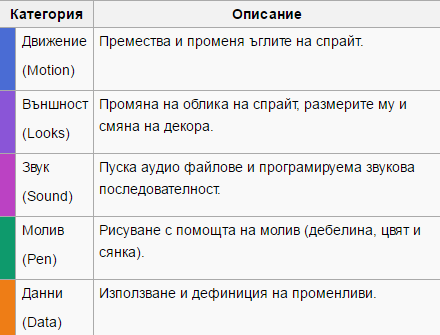 Категория Описание
Движение Премества и променя ъглите на спрайт.
(Motion)
Външност Промяна на облика на спрайт, размерите му и
(Looks) смяна на декора.
Звук Пуска аудио файлове и програмируема звукова
(Sound) последователност.
Молив Рисуване с помощта на молив (дебелина, цвят и
(Pen) сянка).
Данни Използване и дефиниция на променливи.
(Data)